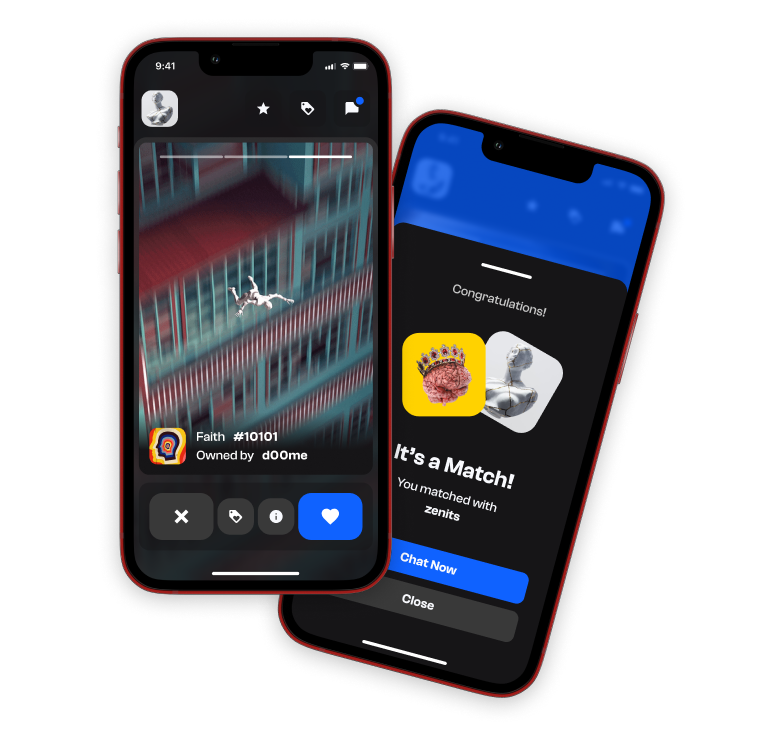 9:41
Faith #10101
Owned by d00me
Congratulations!
It's a Match!
You matched with
zenits
Chat Now
Close